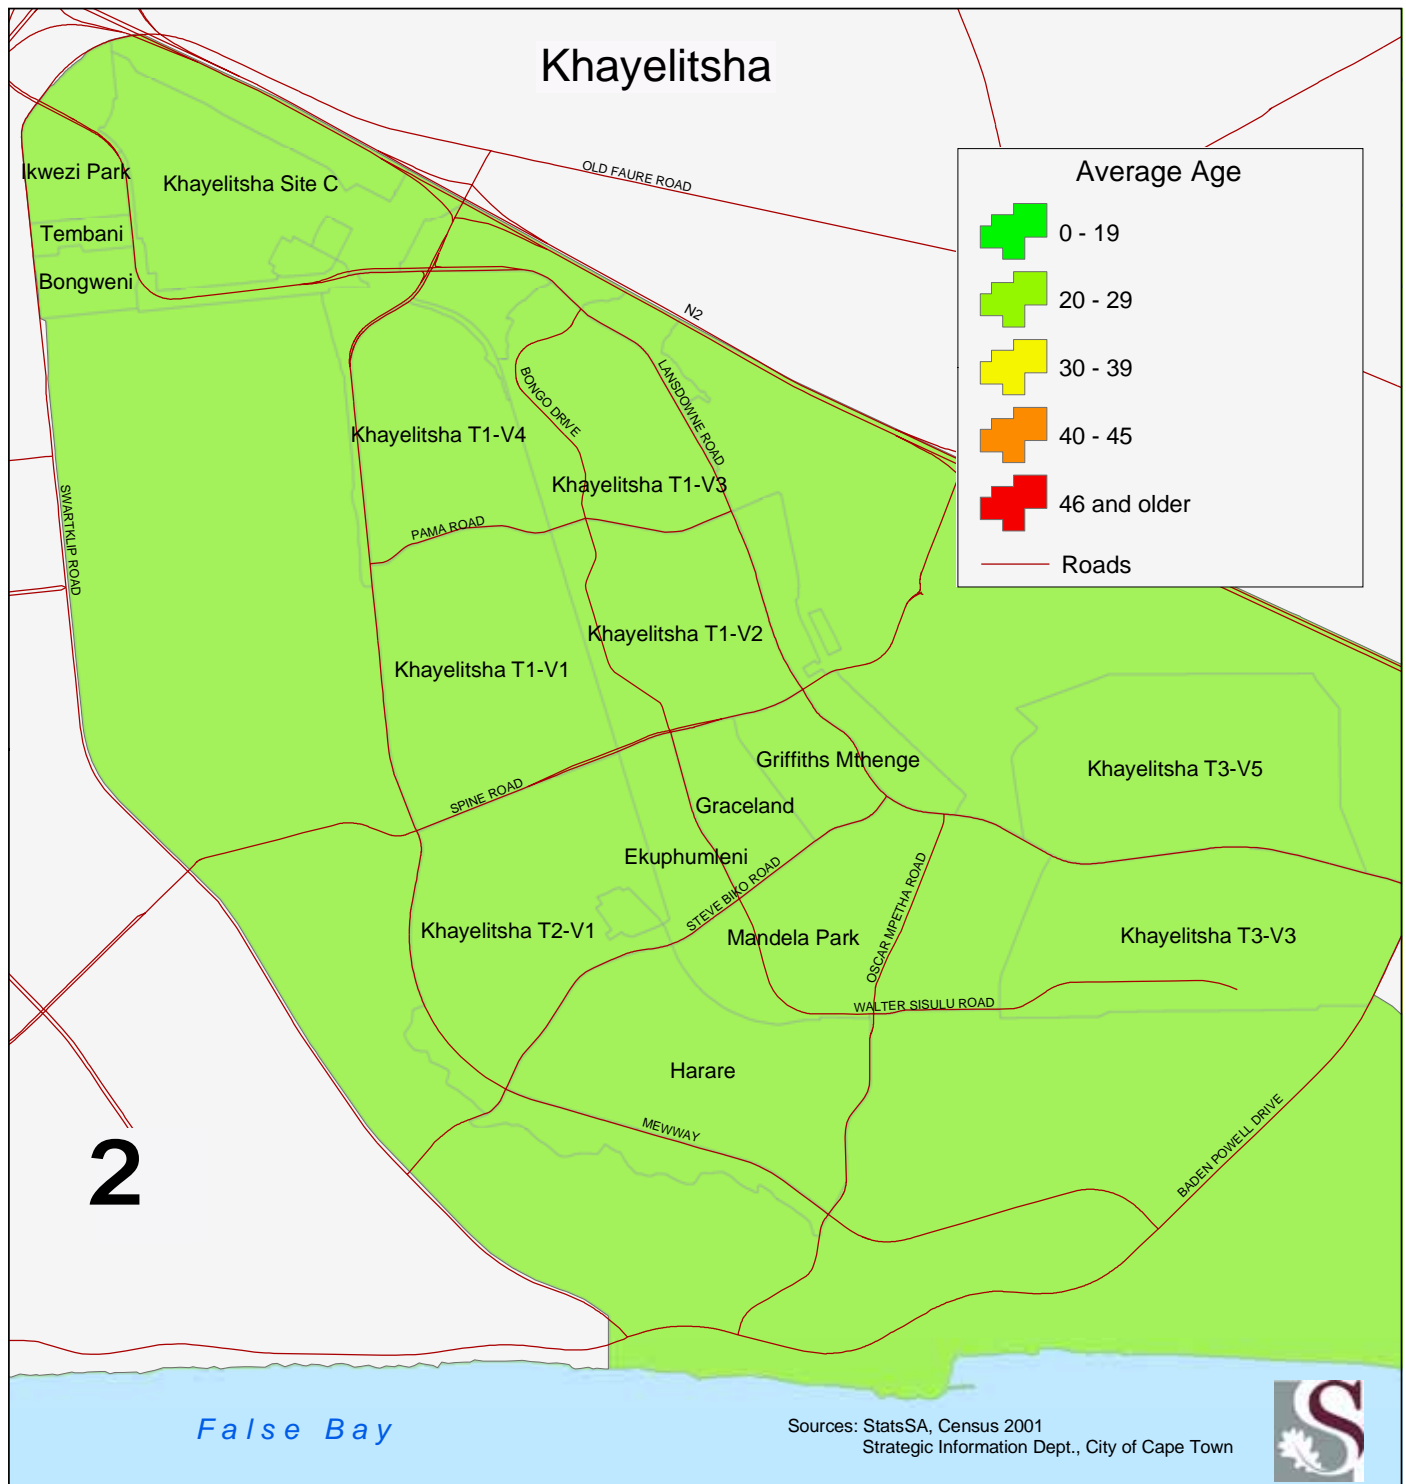 Khayelitsha
OLD FAURE ROAD
Average Age
0 - 19
20 - 29
30 - 39
40 - 45
46 and older
Roads
Ikwezi Park
Khayelitsha Site C
Tembani
Bongweni
N2
LANSDOWNE ROAD
BONGO DRIVE
Khayelitsha T1-V4
Khayelitsha T1-V3
SWARTKLIP ROAD
PAMA ROAD
Khayelitsha T1-V2
Khayelitsha T1-V1
Griffiths Mthenge
Khayelitsha T3-V5
SPINE ROAD
Graceland
Ekuphumleni
STEVE BIKO ROAD
OSCAR MPETHA ROAD
Khayelitsha T2-V1
Mandela Park
Khayelitsha T3-V3
WALTER SISULU ROAD
Harare
MEWWAY
BADEN POWELL DRIVE
2
False Bay
Sources: StatsSA, Census 2001
Strategic Information Dept., City of Cape Town
S